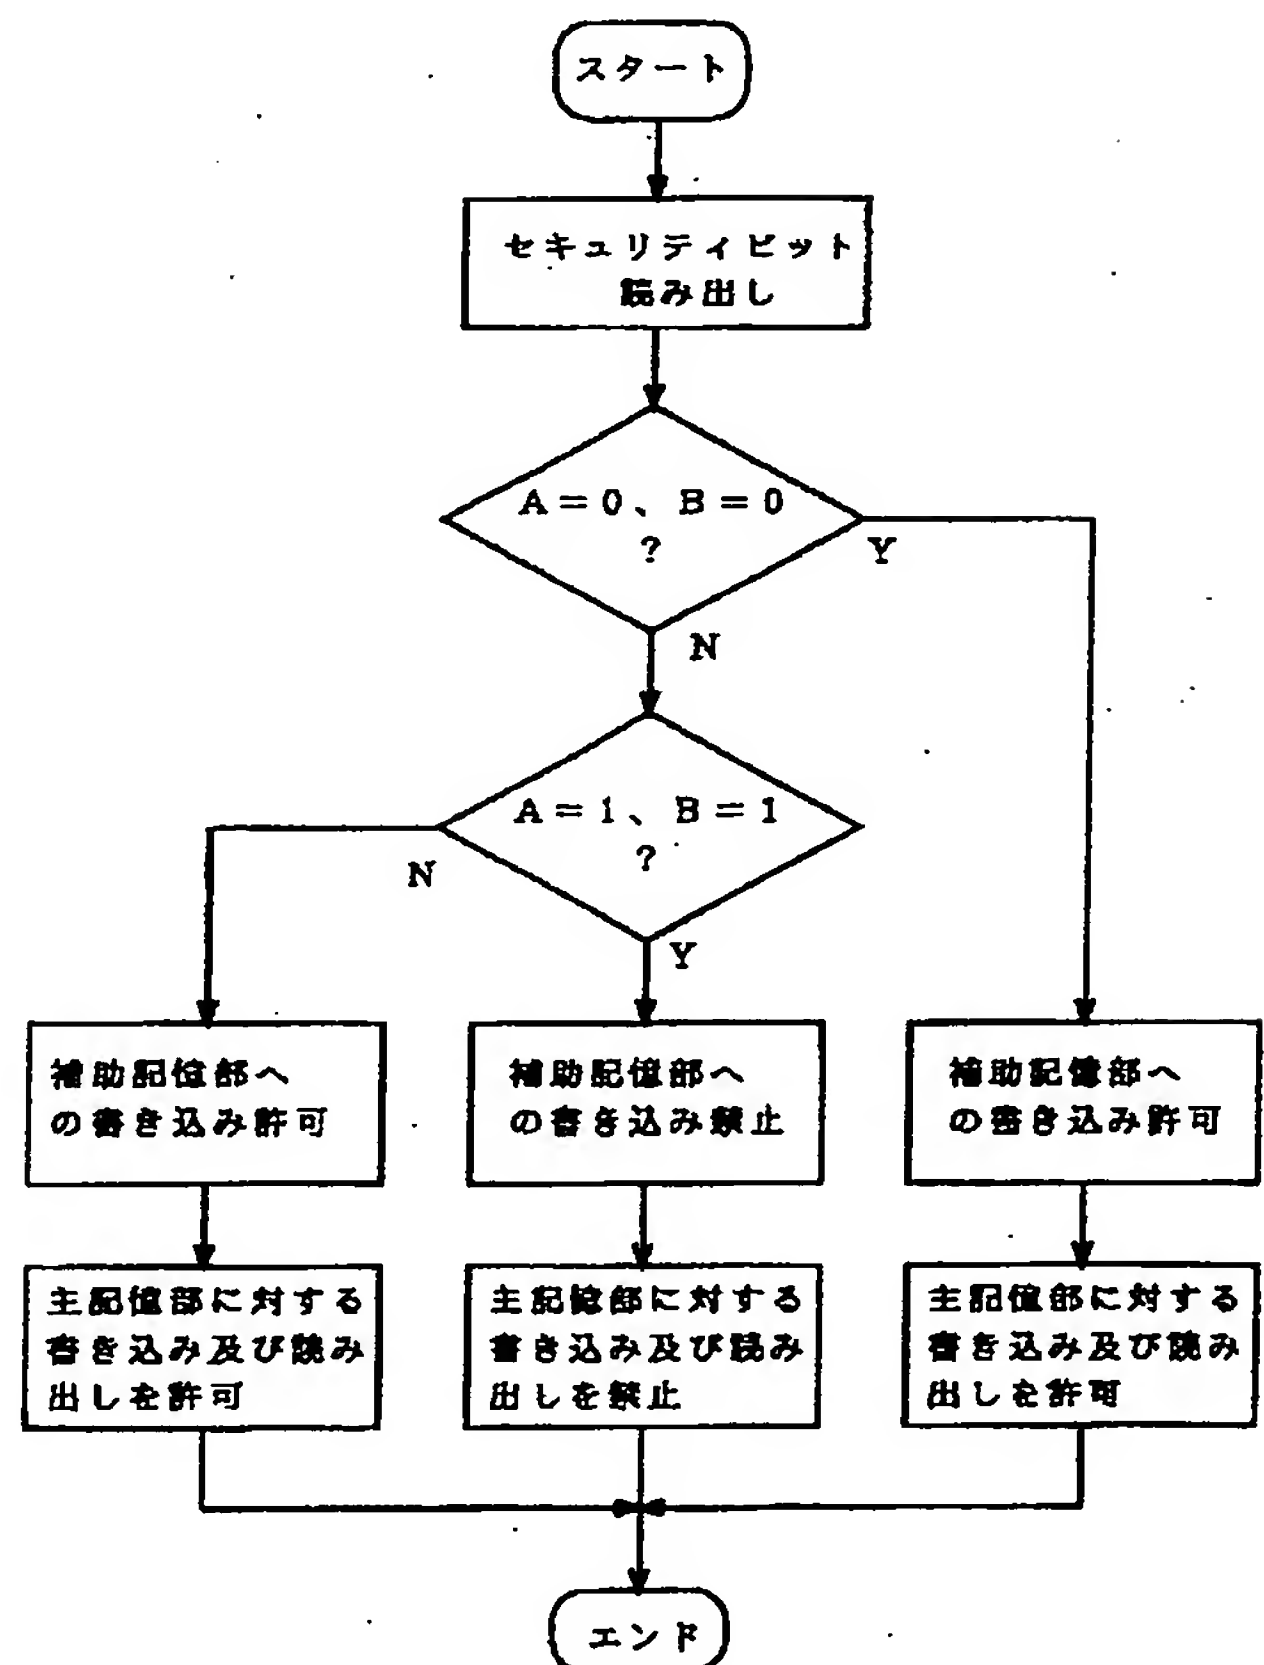 スタート
セキュリティビット
読み出し
A=0、B=0
?
Y
N
A=1、B=1
?
N
Y
補助記憶部へ
の書き込み許可
補助記憶部へ
の書き込み禁止
補助記憶部へ
の書き込み許可
主記憶部に対する
書き込み及び読み
出しを許可
主記憶部に対する
書き込み及び読み
出しを禁止
主記憶部に対する
書き込み及び読み
出しを許可
エンド